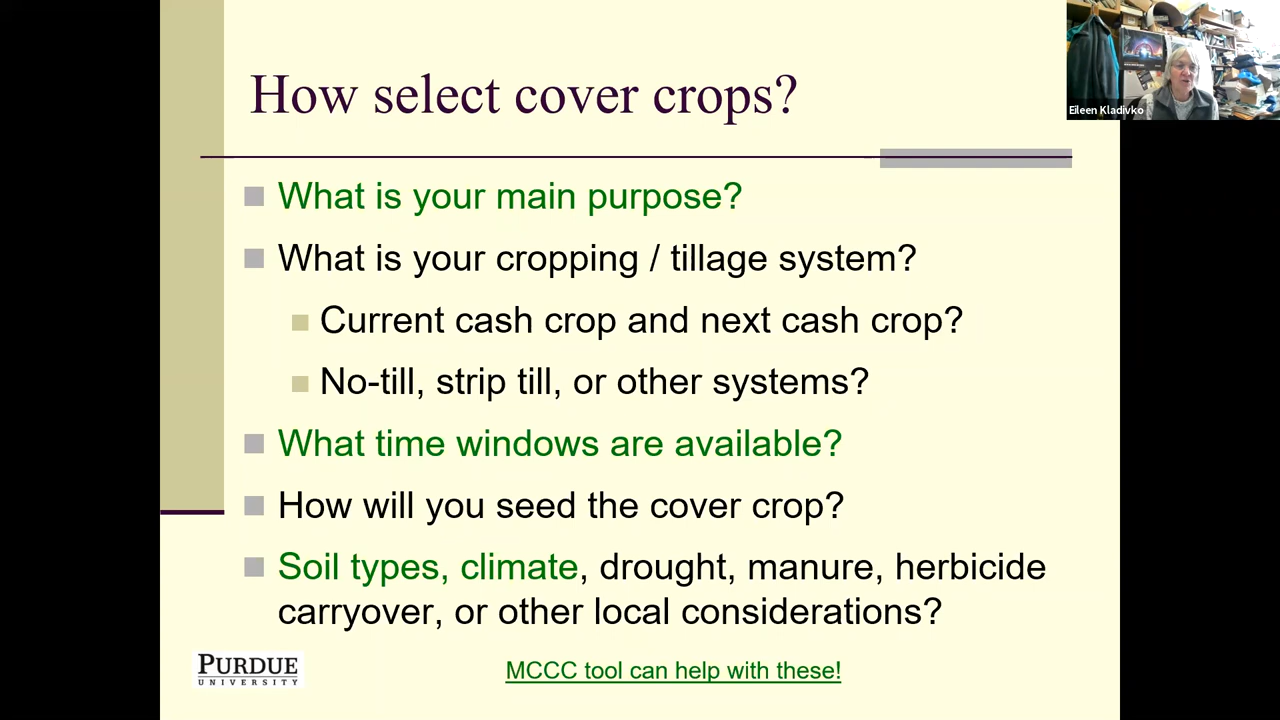 How select cover crops?
Eileen Kladivko
What is your main purpose?
What is your cropping / tillage system?
Current cash crop and next cash crop?
No-till, strip till, or other systems?
What time windows are available?
How will you seed the cover crop?
Soil types, climate, drought, manure, herbicide
carryover, or other local considerations?
PURDUE
UNIVERSITY
MCCC tool can help with these!